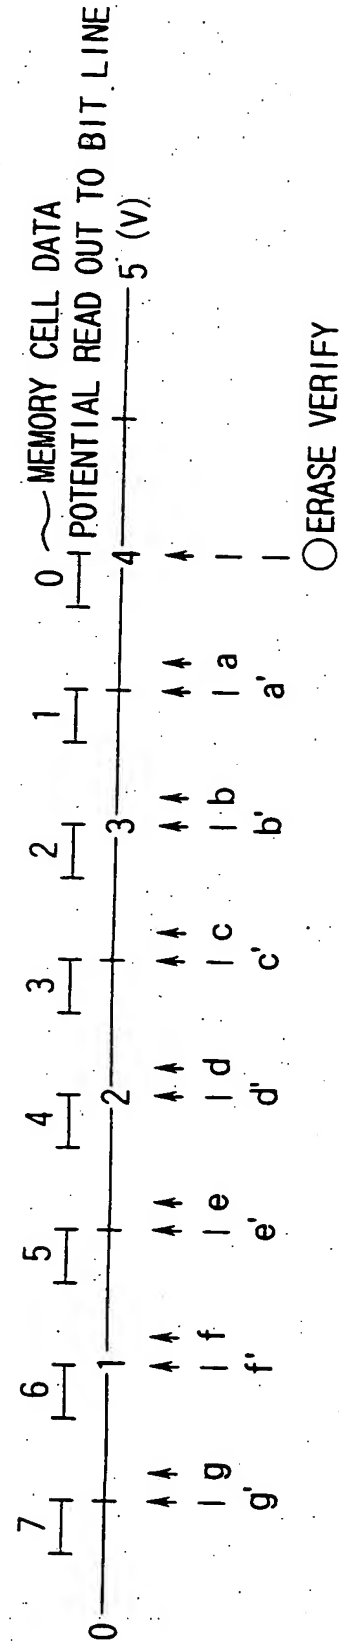 7 6 5 4 3 2 1 0 MEMORY CELL DATA
POTENTIAL READ OUT TO BIT LINE
0 1 2 3 4 5 (V)
g f e d c b a
g' f' e' d' c' b' a'
ERASE VERIFY